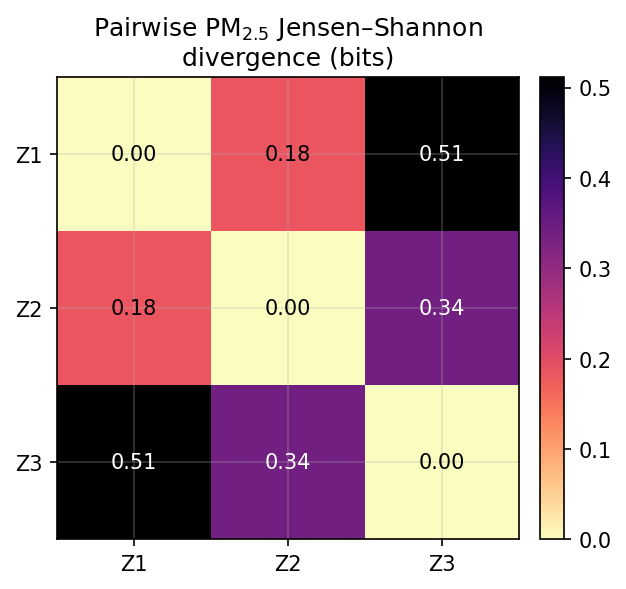 Pairwise PM₂.₅ Jensen–Shannon
divergence (bits)
Z1 0.00 0.18 0.51
Z2 0.18 0.00 0.34
Z3 0.51 0.34 0.00
Z1 Z2 Z3
0.5
0.4
0.3
0.2
0.1
0.0